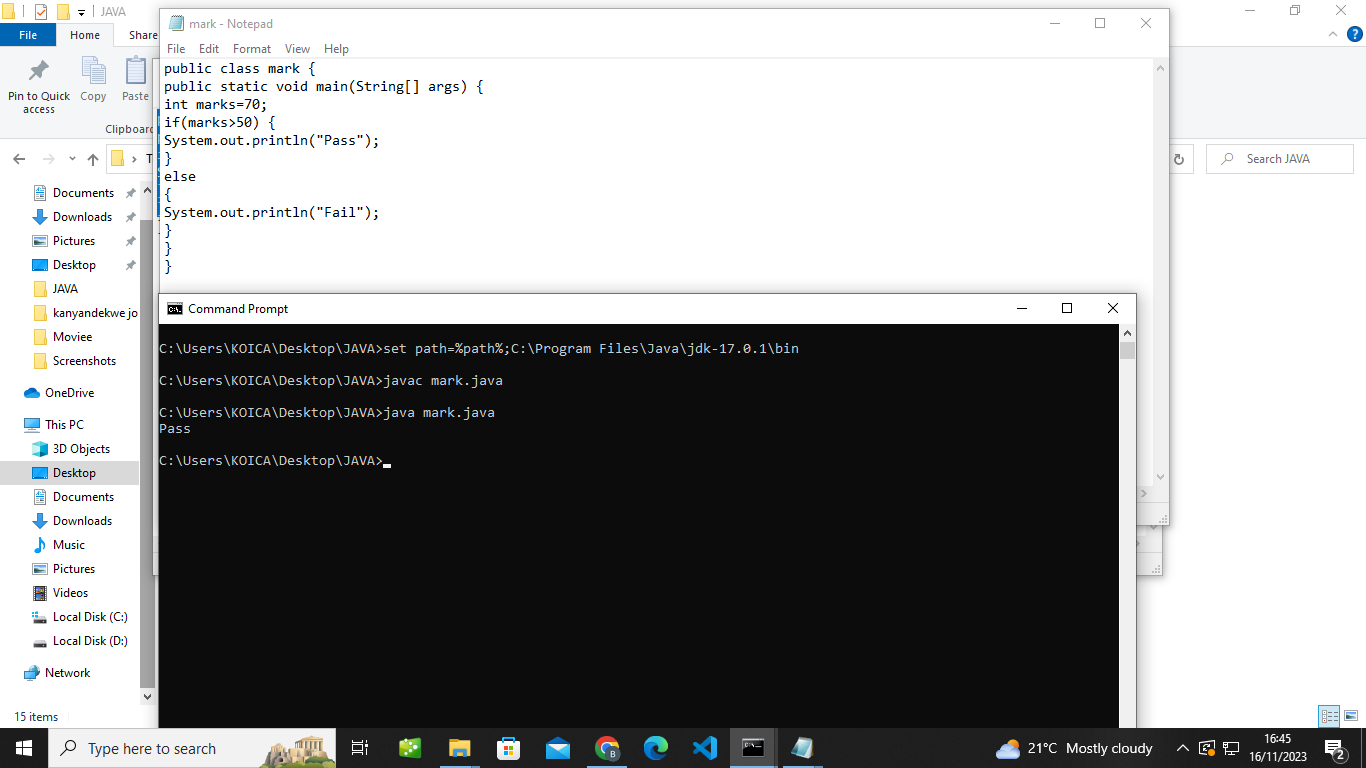 JAVA
File
Home
Share
Pin to Quick
access
Copy
Paste
Clipboard
T
Search JAVA
Documents
Downloads
Pictures
Desktop
JAVA
kanyandekwe jo
Moviee
Screenshots
OneDrive
This PC
3D Objects
Desktop
Documents
Downloads
Music
Pictures
Videos
Local Disk (C:)
Local Disk (D:)
Network
15 items
mark - Notepad
File Edit Format View Help
public class mark {
public static void main(String[] args) {
int marks=70;
if(marks>50) {
System.out.println("Pass");
}
else
{
System.out.println("Fail");
}
}
}
Command Prompt
C:\Users\KOICA\Desktop\JAVA>set path=%path%;C:\Program Files\Java\jdk-17.0.1\bin
C:\Users\KOICA\Desktop\JAVA>javac mark.java
C:\Users\KOICA\Desktop\JAVA>java mark.java
Pass
C:\Users\KOICA\Desktop\JAVA>
Type here to search
21°C Mostly cloudy
16:45
16/11/2023
2